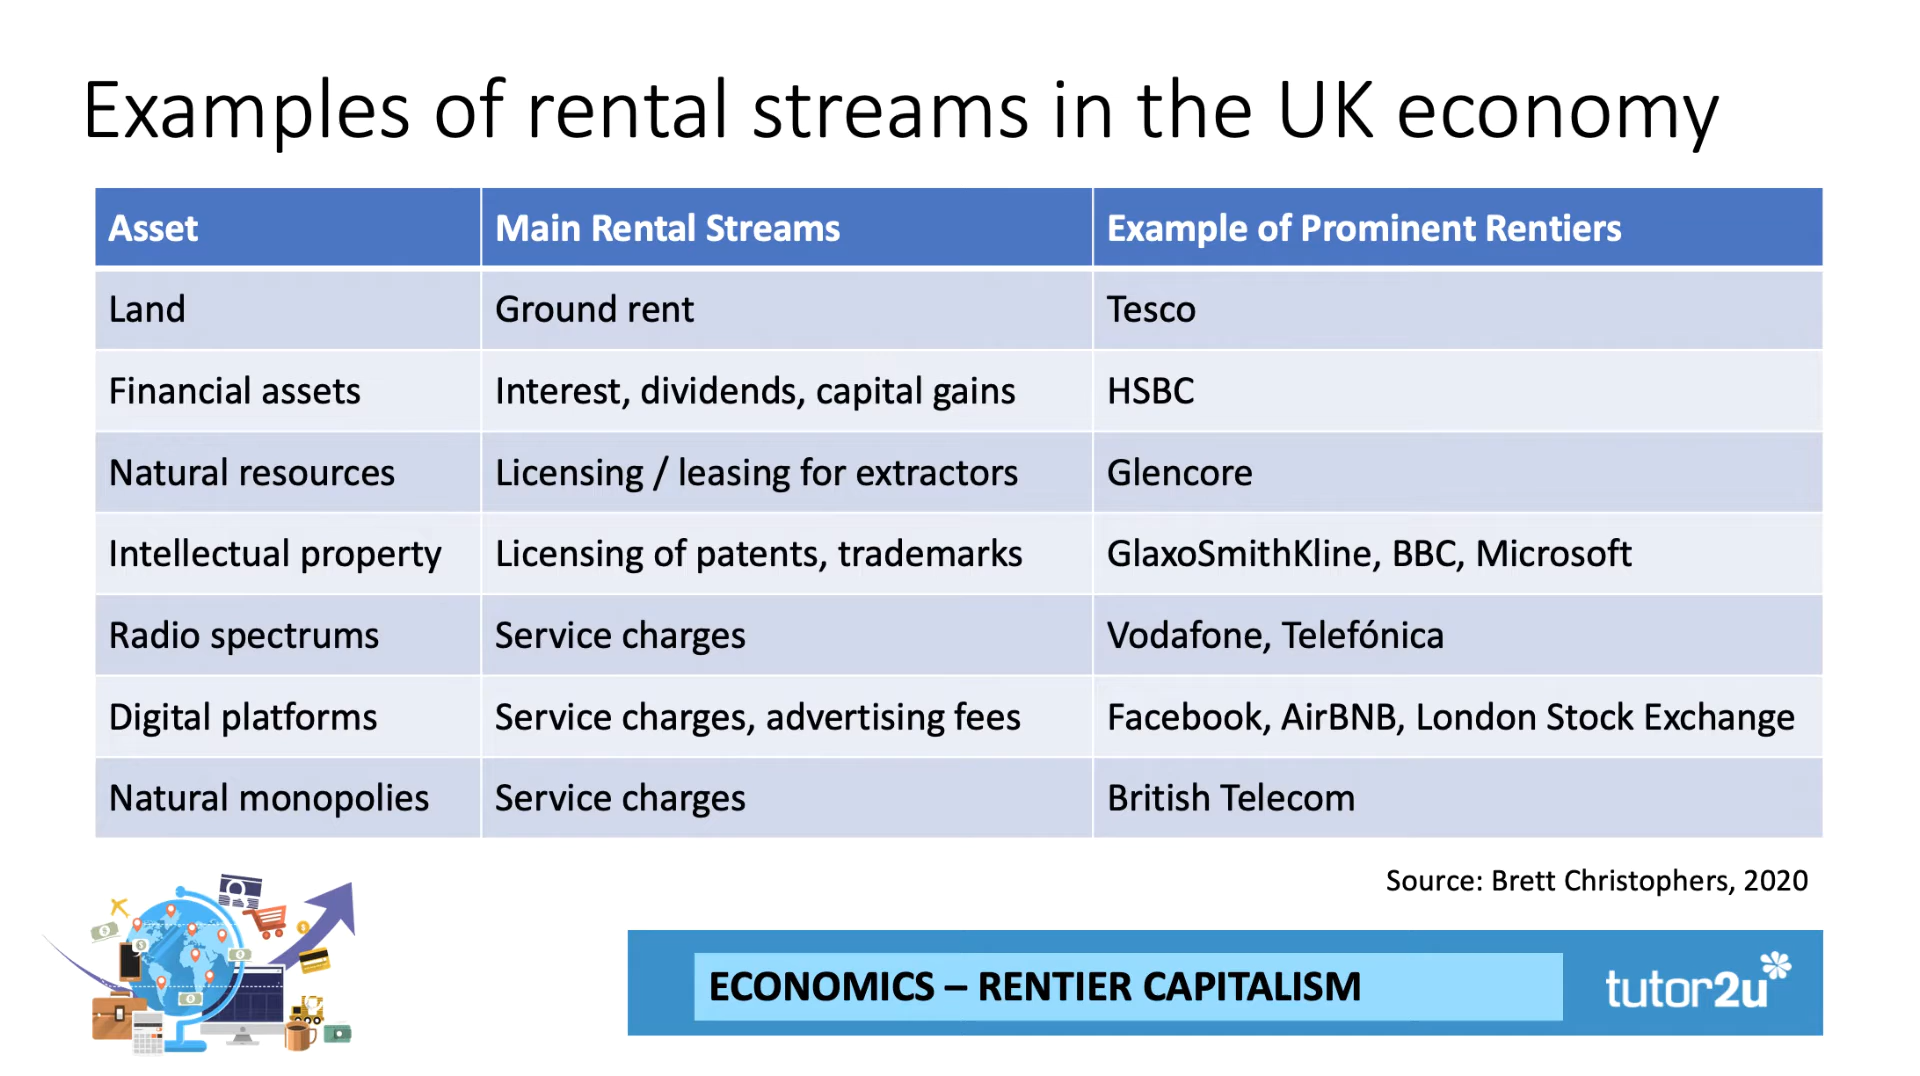 Examples of rental streams in the UK economy
Asset Main Rental Streams Example of Prominent Rentiers
Land Ground rent Tesco
Financial assets Interest, dividends, capital gains HSBC
Natural resources Licensing / leasing for extractors Glencore
Intellectual property Licensing of patents, trademarks GlaxoSmithKline, BBC, Microsoft
Radio spectrums Service charges Vodafone, Telefónica
Digital platforms Service charges, advertising fees Facebook, AirBNB, London Stock Exchange
Natural monopolies Service charges British Telecom
Source: Brett Christophers, 2020
ECONOMICS – RENTIER CAPITALISM
tutor2u